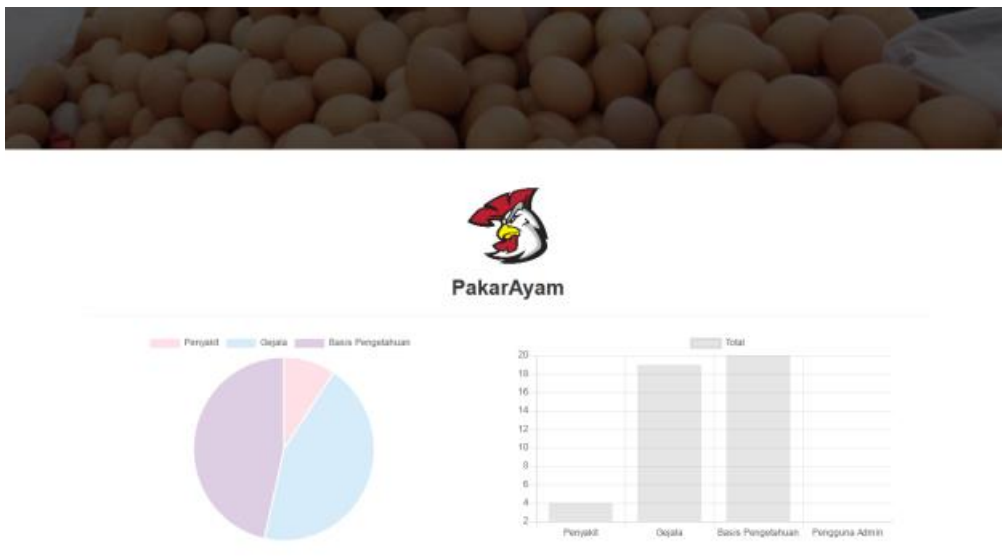 PakarAyam
Penyakit Gejala Basis Pengetahuan
Total
20
18
16
14
12
10
8
6
4
2
Penyakit Gejala Basis Pengetahuan Pengguna Admin